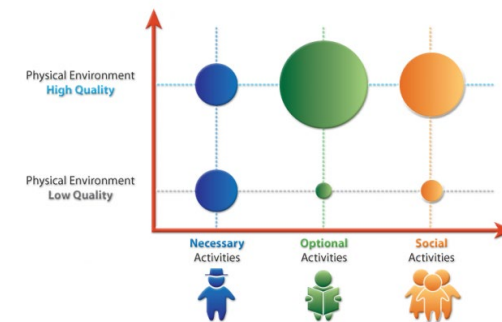 Physical Environment
High Quality
Physical Environment
Low Quality
Necessary
Activities
Optional
Activities
Social
Activities